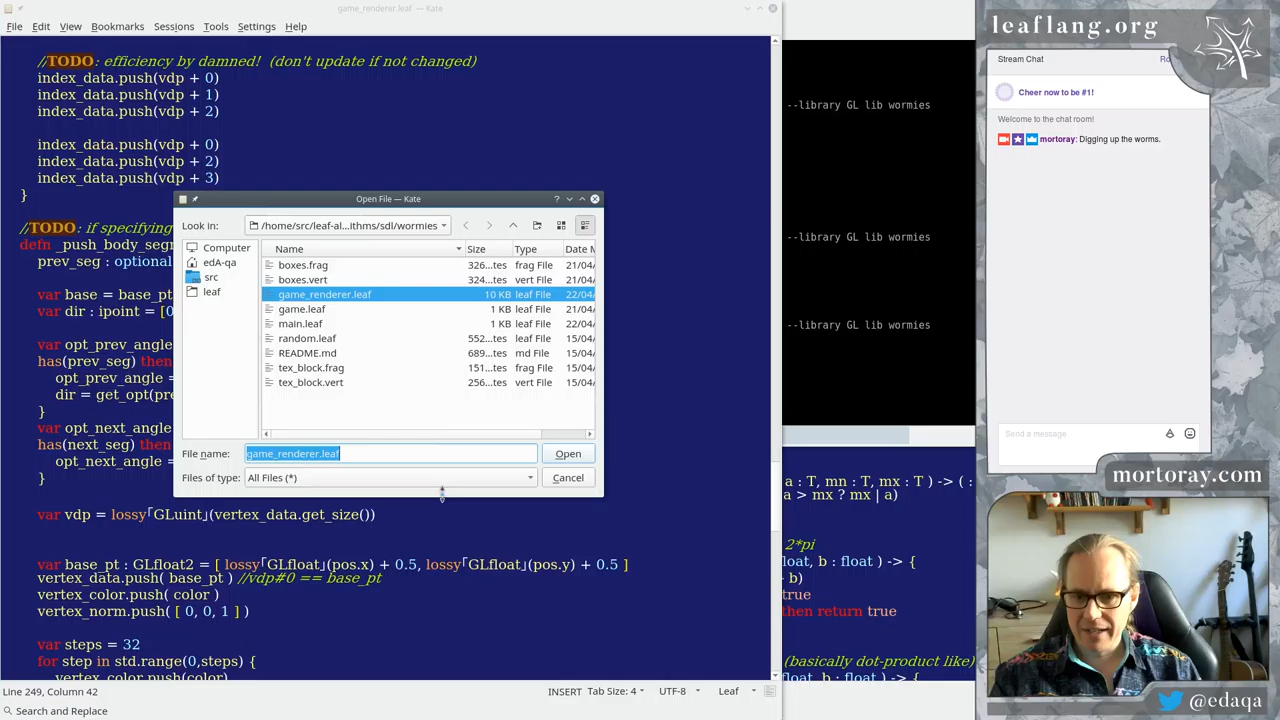 game_renderer.leaf — Kate
File Edit View Bookmarks Sessions Tools Settings Help
//TODO: efficiency by damned!  (don't update if not changed)
index_data.push(vdp + 0)
index_data.push(vdp + 1)
index_data.push(vdp + 2)
index_data.push(vdp + 0)
index_data.push(vdp + 2)
index_data.push(vdp + 3)
}
//TODO: if specifying
defn _push_body_seg
prev_seg : optional
var base = base_pt
var dir : ipoint = [0
var opt_prev_angle
has(prev_seg) then
opt_prev_angle =
dir = get_opt(pre
}
var opt_next_angle
has(next_seg) then
opt_next_angle =
}
var vdp = lossy「GLuint」(vertex_data.get_size())
var base_pt : GLfloat2 = [ lossy「GLfloat」(pos.x) + 0.5, lossy「GLfloat」(pos.y) + 0.5 ]
vertex_data.push( base_pt ) //vdp#0 == base_pt
vertex_color.push( color )
vertex_norm.push( [ 0, 0, 1 ] )
var steps = 32
for step in std.range(0,steps) {
vertex_color.push(color)
Line 249, Column 42
INSERT Tab Size: 4 UTF-8 Leaf
Search and Replace
Open File — Kate
Look in: /home/src/leaf-al...ithms/sdl/wormies
Computer
edA-qa
src
leaf
Name Size Type Date M
boxes.frag 326...tes frag File 21/04/
boxes.vert 324...tes vert File 21/04/
game_renderer.leaf 10 KB leaf File 22/04/
game.leaf 1 KB leaf File 21/04/
main.leaf 1 KB leaf File 22/04/
random.leaf 552...tes leaf File 15/04/
README.md 689...tes md File 15/04/
tex_block.frag 151...tes frag File 15/04/
tex_block.vert 256...tes vert File 15/04/
File name: game_renderer.leaf Open
Files of type: All Files (*) Cancel
--library GL lib wormies
--library GL lib wormies
--library GL lib wormies
a : T, mn : T, mx : T ) -> ( :
a > mx ? mx | a)
2*pi
loat, b : float ) -> {
- b)
true
then return true
(basically dot-product like)
, b : float ) -> {
leaflang.org
Stream Chat
Ro
Cheer now to be #1!
Welcome to the chat room!
mortoray: Digging up the worms.
Send a message
mortoray.com
@edaqa